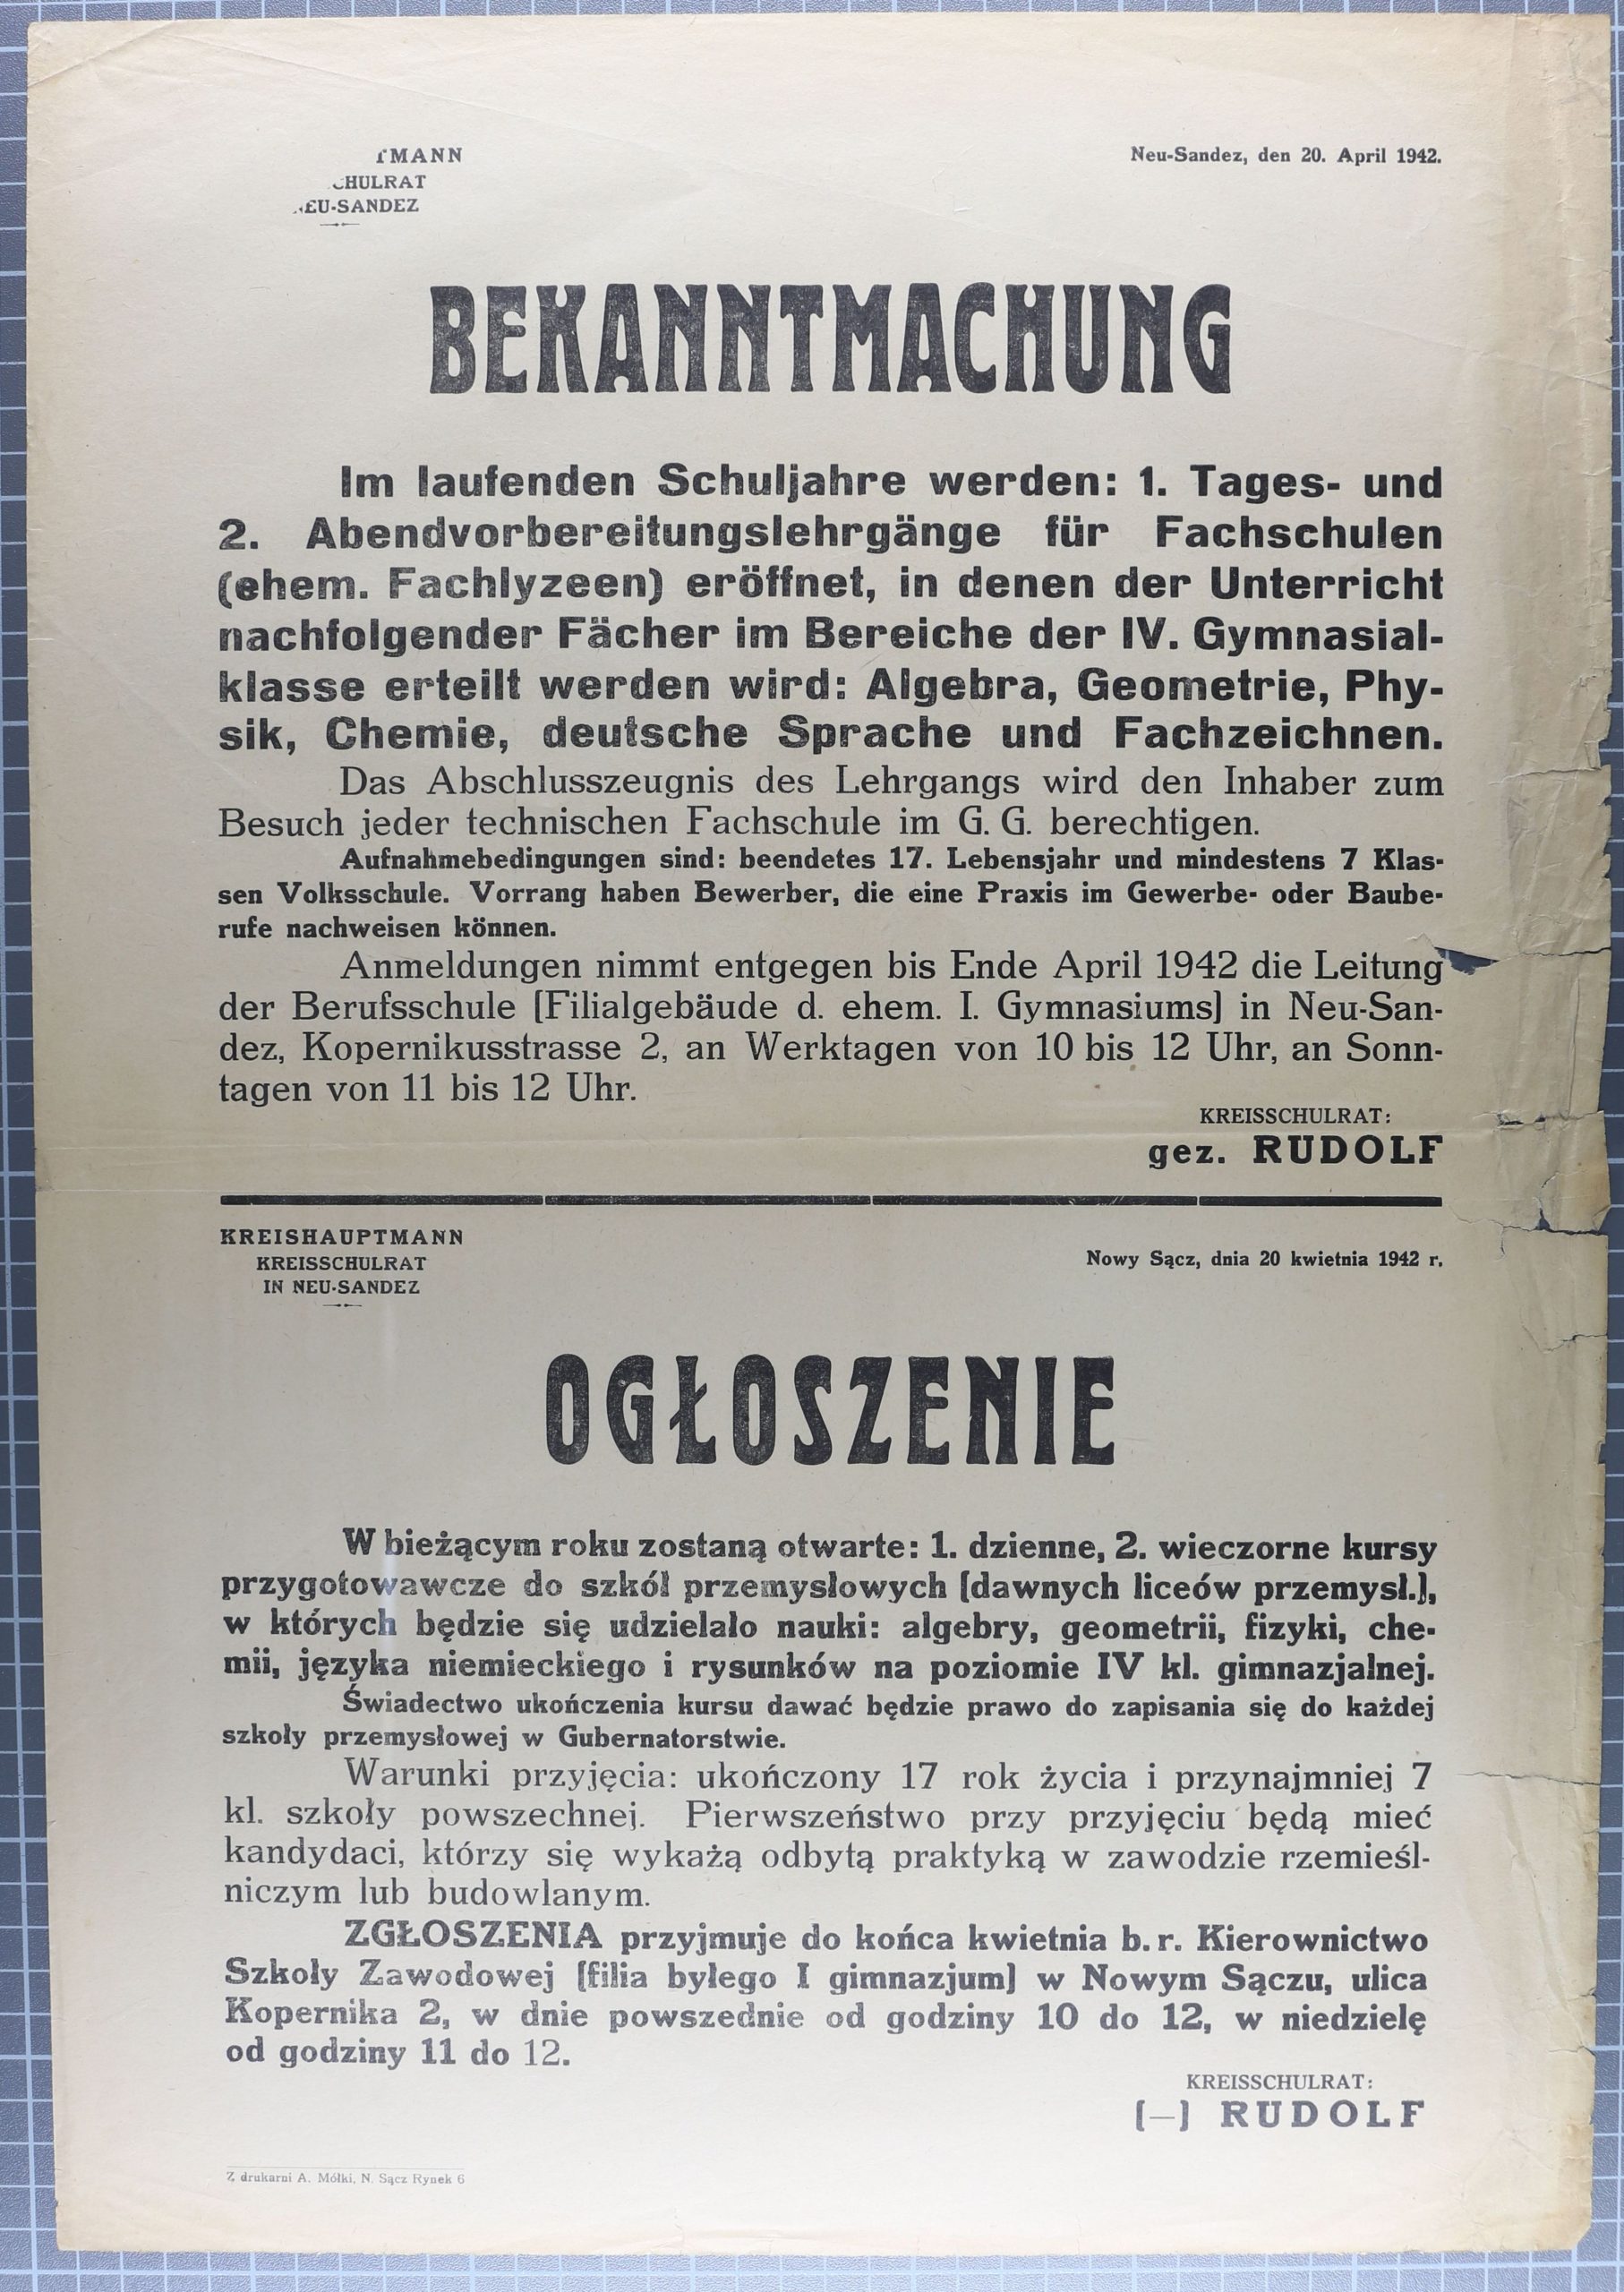 TMANN
CHULRAT
NEU-SANDEZ
Neu-Sandez, den 20. April 1942.
BEKANNTMACHUNG
Im laufenden Schuljahre werden: 1. Tages- und
2. Abendvorbereitungslehrgänge für Fachschulen
(ehem. Fachlyzeen) eröffnet, in denen der Unterricht
nachfolgender Fächer im Bereiche der IV. Gymnasial-
klasse erteilt werden wird: Algebra, Geometrie, Phy-
sik, Chemie, deutsche Sprache und Fachzeichnen.
Das Abschlusszeugnis des Lehrgangs wird den Inhaber zum
Besuch jeder technischen Fachschule im G. G. berechtigen.
Aufnahmebedingungen sind: beendetes 17. Lebensjahr und mindestens 7 Klas-
sen Volksschule. Vorrang haben Bewerber, die eine Praxis im Gewerbe- oder Baube-
rufe nachweisen können.
Anmeldungen nimmt entgegen bis Ende April 1942 die Leitung
der Berufsschule [Filialgebäude d. ehem. I. Gymnasiums] in Neu-San-
dez, Kopernikusstrasse 2, an Werktagen von 10 bis 12 Uhr, an Sonn-
tagen von 11 bis 12 Uhr.
KREISSCHULRAT:
gez. RUDOLF
KREISHAUPTMANN
KREISSCHULRAT
IN NEU-SANDEZ
Nowy Sącz, dnia 20 kwietnia 1942 r.
OGŁOSZENIE
W bieżącym roku zostaną otwarte: 1. dzienne, 2. wieczorne kursy
przygotowawcze do szkół przemysłowych [dawnych liceów przemysł.],
w których będzie się udzielało nauki: algebry, geometrii, fizyki, che-
mii, języka niemieckiego i rysunków na poziomie IV kl. gimnazjalnej.
Świadectwo ukończenia kursu dawać będzie prawo do zapisania się do każdej
szkoły przemysłowej w Gubernatorstwie.
Warunki przyjęcia: ukończony 17 rok życia i przynajmniej 7
kl. szkoły powszechnej. Pierwszeństwo przy przyjęciu będą mieć
kandydaci, którzy się wykażą odbytą praktyką w zawodzie rzemieśl-
niczym lub budowlanym.
ZGŁOSZENIA przyjmuje do końca kwietnia b. r. Kierownictwo
Szkoły Zawodowej [filia byłego I gimnazjum] w Nowym Sączu, ulica
Kopernika 2, w dnie powszednie od godziny 10 do 12, w niedzielę
od godziny 11 do 12.
KREISSCHULRAT:
[—] RUDOLF
Z drukarni A. Mółki, N. Sącz Rynek 6